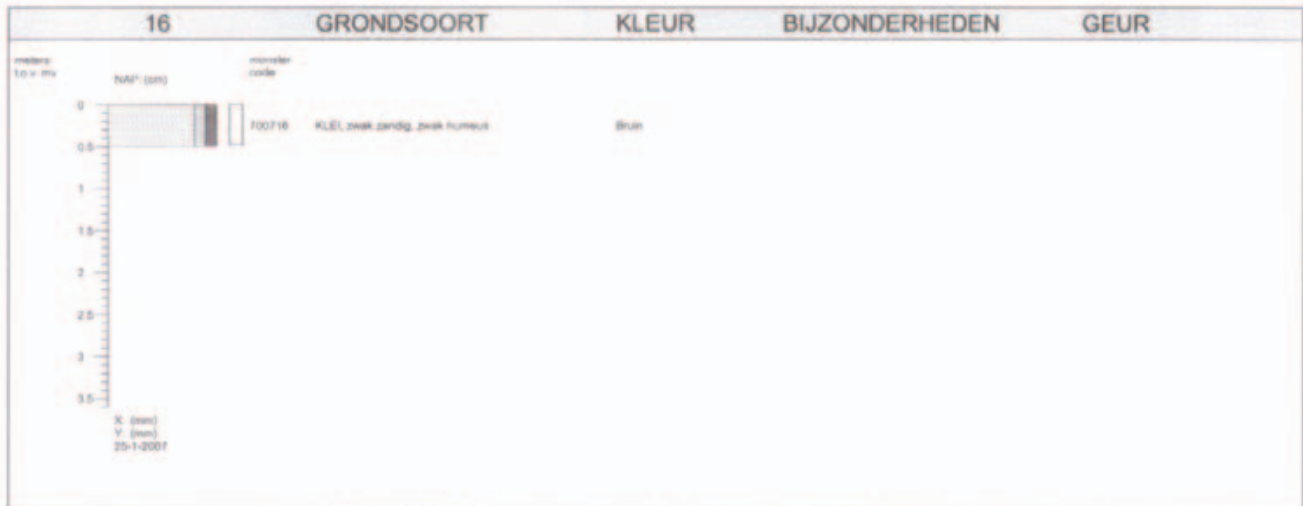 16 GRONDSOORT KLEUR BIJZONDERHEDEN GEUR
meters monster
t.o.v. mv code
NAP: (cm)
0
700716 KLEI, zwak zandig, zwak humeus Bruin
0.5
1
1.5
2
2.5
3
3.5
X: (mm)
Y: (mm)
25-1-2007